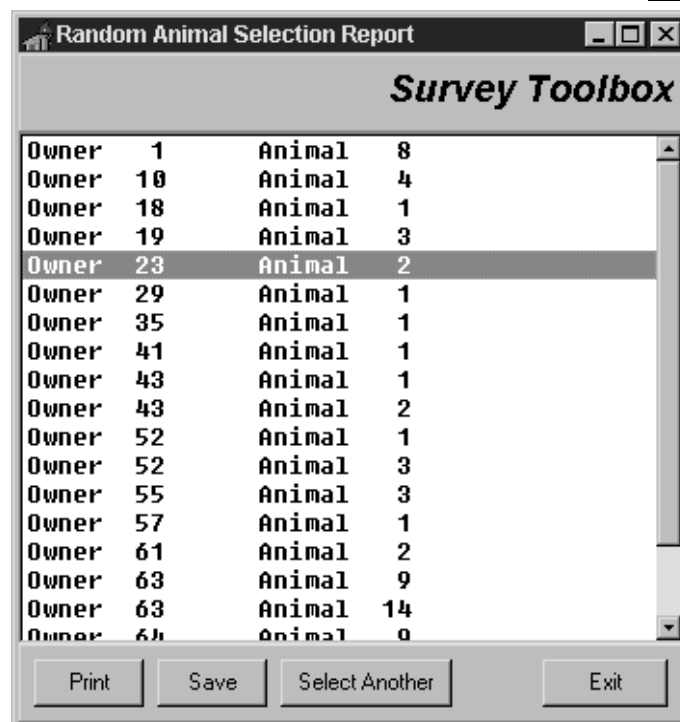 Random Animal Selection Report
Survey Toolbox
Owner 1 Animal 8
Owner 10 Animal 4
Owner 18 Animal 1
Owner 19 Animal 3
Owner 23 Animal 2
Owner 29 Animal 1
Owner 35 Animal 1
Owner 41 Animal 1
Owner 43 Animal 1
Owner 43 Animal 2
Owner 52 Animal 1
Owner 52 Animal 3
Owner 55 Animal 3
Owner 57 Animal 1
Owner 61 Animal 2
Owner 63 Animal 9
Owner 63 Animal 14
Owner 64 Animal 9
Print Save Select Another Exit